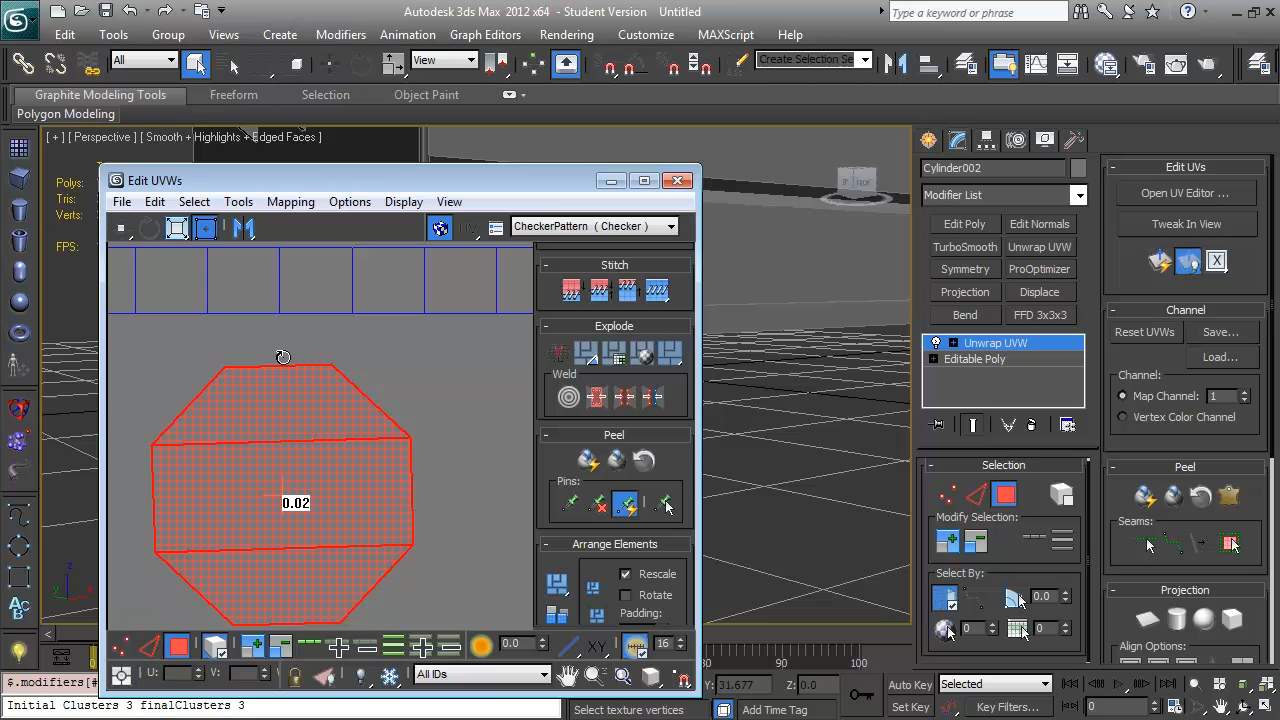 Autodesk 3ds Max 2012 x64 - Student Version Untitled
Type a keyword or phrase
Edit Tools Group Views Create Modifiers Animation Graph Editors Rendering Customize MAXScript Help
All View Create Selection Se
Graphite Modeling Tools Freeform Selection Object Paint
Polygon Modeling
[ + ] [ Perspective ] [ Smooth + Highlights + Edged Faces ]
Polys:
Tris:
Verts:
FPS:
Edit UVWs
File Edit Select Tools Mapping Options Display View
CheckerPattern ( Checker )
Stitch
Explode
Weld
Peel
Pins:
Arrange Elements
Rescale
Rotate
Padding:
0.02
0.0 XY 16
U: V: All IDs
Cylinder002
Modifier List
Edit Poly Edit Normals
TurboSmooth Unwrap UVW
Symmetry ProOptimizer
Projection Displace
Bend FFD 3x3x3
Unwrap UVW
Editable Poly
Selection
Modify Selection:
Select By:
0.0
0 0
Edit UVs
Open UV Editor ...
Tweak In View
Channel
Reset UVWs Save...
Load...
Channel:
Map Channel: 1
Vertex Color Channel
Peel
Seams:
Projection
Align Options:
80 90 100
Y: 31.677 Z: 0.0
Auto Key Selected
Set Key Key Filters... 0
$.modifiers[#
Initial Clusters 3 finalClusters 3
Select texture vertices Add Time Tag